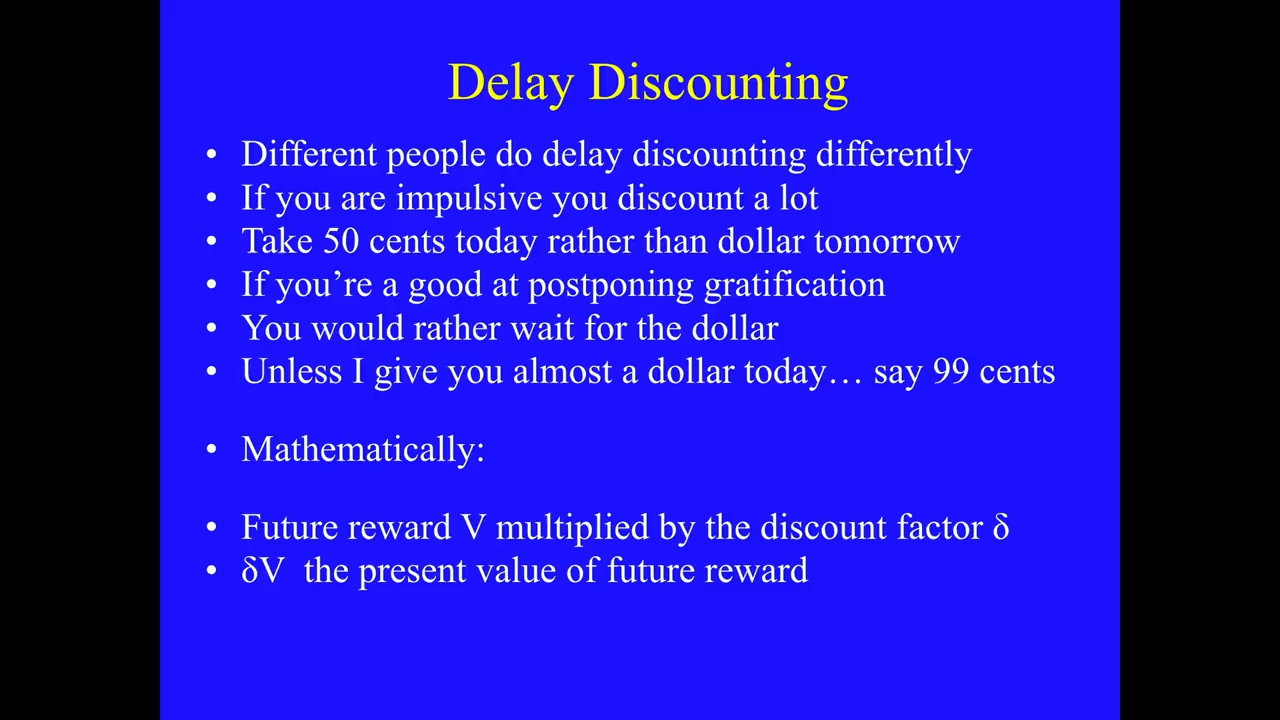 Delay Discounting
• Different people do delay discounting differently
• If you are impulsive you discount a lot
• Take 50 cents today rather than dollar tomorrow
• If you’re a good at postponing gratification
• You would rather wait for the dollar
• Unless I give you almost a dollar today… say 99 cents
• Mathematically:
• Future reward V multiplied by the discount factor δ
• δV the present value of future reward